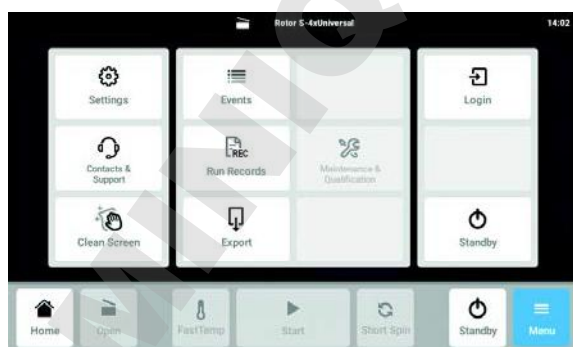 Rotor S-4xUniversal
14:02
Settings
Events
Login
Contacts &
Support
REC
Run Records
Maintenance &
Qualification
Clean Screen
Export
Standby
Home
Open
FastTemp
Start
Short Spin
Standby
Menu